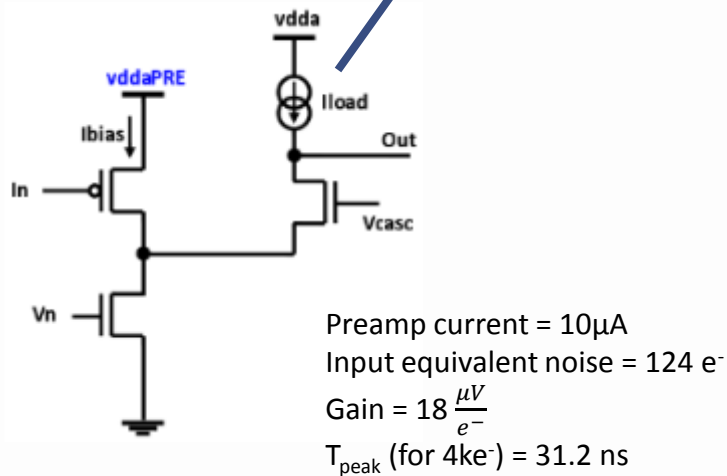 vdda
vddaPRE
Iload
Ibias
Out
In
Vcasc
Vn
Preamp current = 10µA
Input equivalent noise = 124 e⁻
Gain = 18 µV/e⁻
T_peak (for 4ke⁻) = 31.2 ns